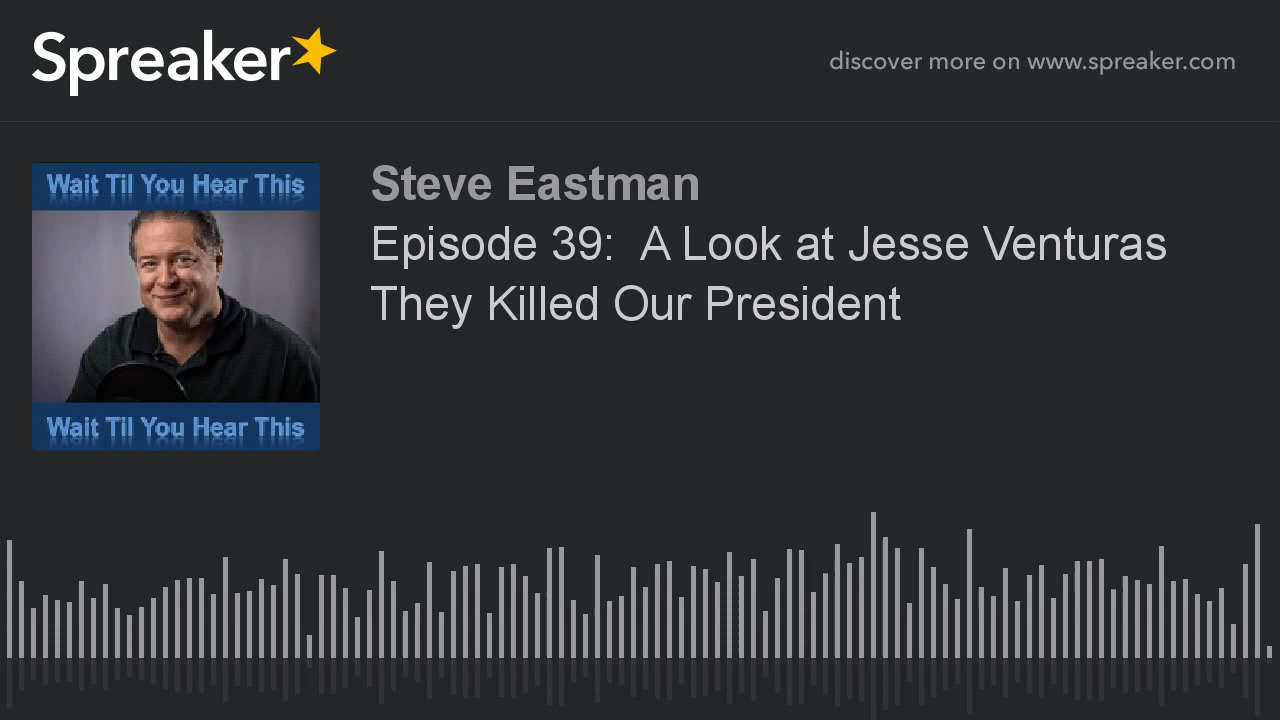 Spreaker
discover more on www.spreaker.com
Wait Til You Hear This
Steve Eastman
Episode 39:  A Look at Jesse Venturas
They Killed Our President
Wait Til You Hear This